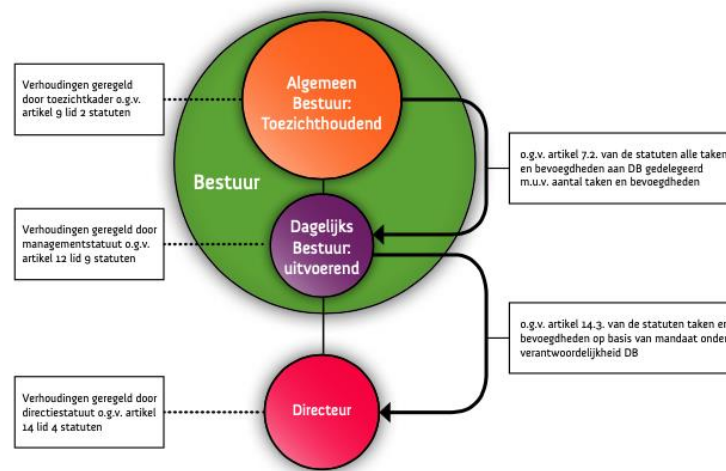 Verhoudingen geregeld
door toezichtkader o.g.v.
artikel 9 lid 2 statuten
Algemeen
Bestuur:
Toezichthoudend
o.g.v. artikel 7.2. van de statuten alle taken
en bevoegdheden aan DB gedelegeerd
m.u.v. aantal taken en bevoegdheden
Bestuur
Verhoudingen geregeld door
managementstatuut o.g.v.
artikel 12 lid 9 statuten
Dagelijks
Bestuur:
uitvoerend
o.g.v. artikel 14.3. van de statuten taken en
bevoegdheden op basis van mandaat onder
verantwoordelijkheid DB
Verhoudingen geregeld door
directiestatuut o.g.v. artikel
14 lid 4 statuten
Directeur